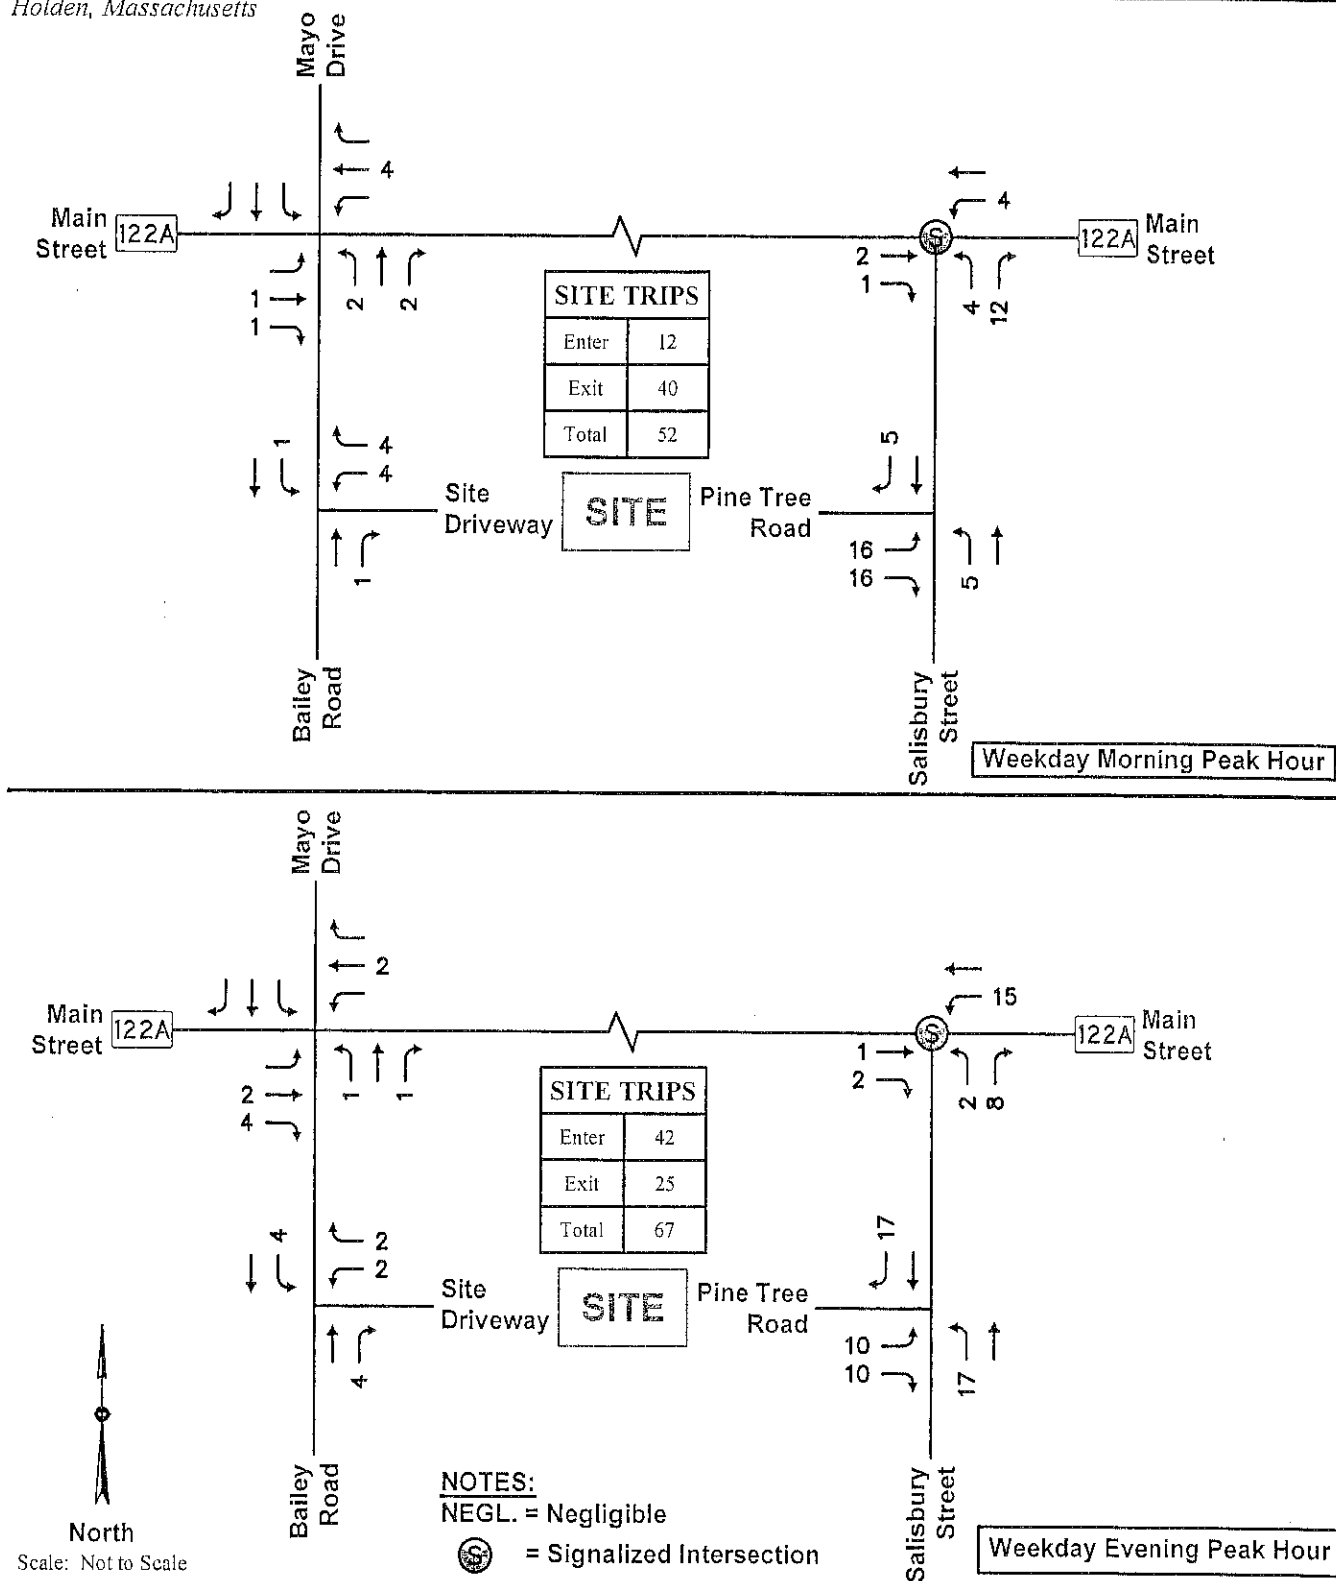 Holden, Massachusetts
Mayo
Drive
4
Main
Street
122A
4
S
122A
Main
Street
1
1
2
2
2
1
4
12
SITE TRIPS
Enter 12
Exit 40
Total 52
1
4
4
5
Site
Driveway
SITE
Pine Tree
Road
1
16
16
5
Bailey
Road
Salisbury
Street
Weekday Morning Peak Hour
Mayo
Drive
2
Main
Street
122A
15
S
122A
Main
Street
2
4
1
1
1
2
2
8
SITE TRIPS
Enter 42
Exit 25
Total 67
4
2
2
17
Site
Driveway
SITE
Pine Tree
Road
4
10
10
17
Bailey
Road
Salisbury
Street
North
Scale: Not to Scale
NOTES:
NEGL. = Negligible
S = Signalized Intersection
Weekday Evening Peak Hour